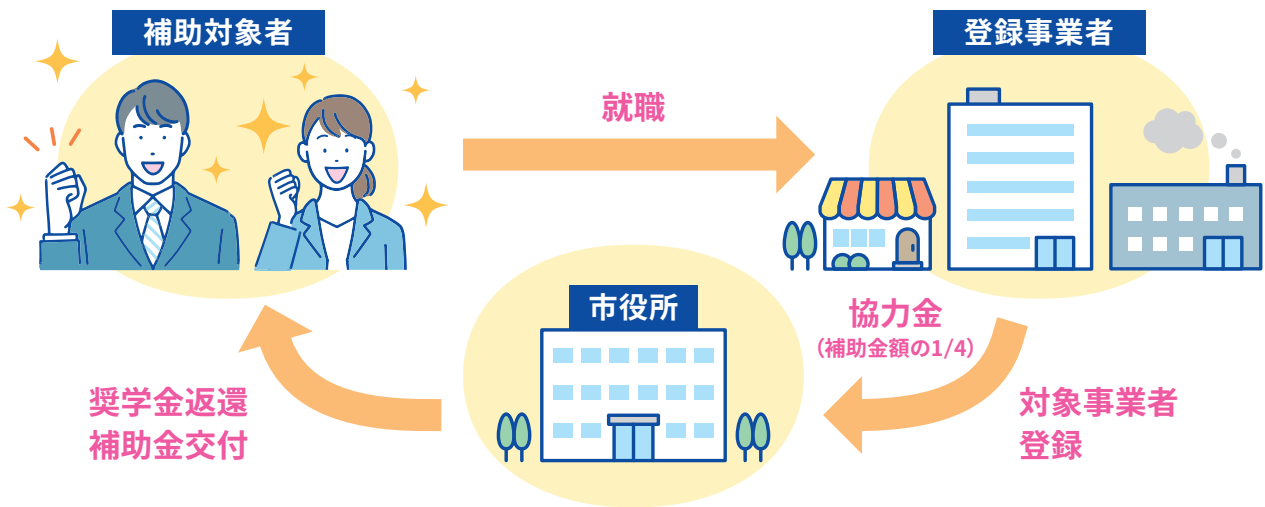 補助対象者
登録事業者
就職
市役所
協力金
（補助金額の1/4）
奨学金返還
補助金交付
対象事業者
登録